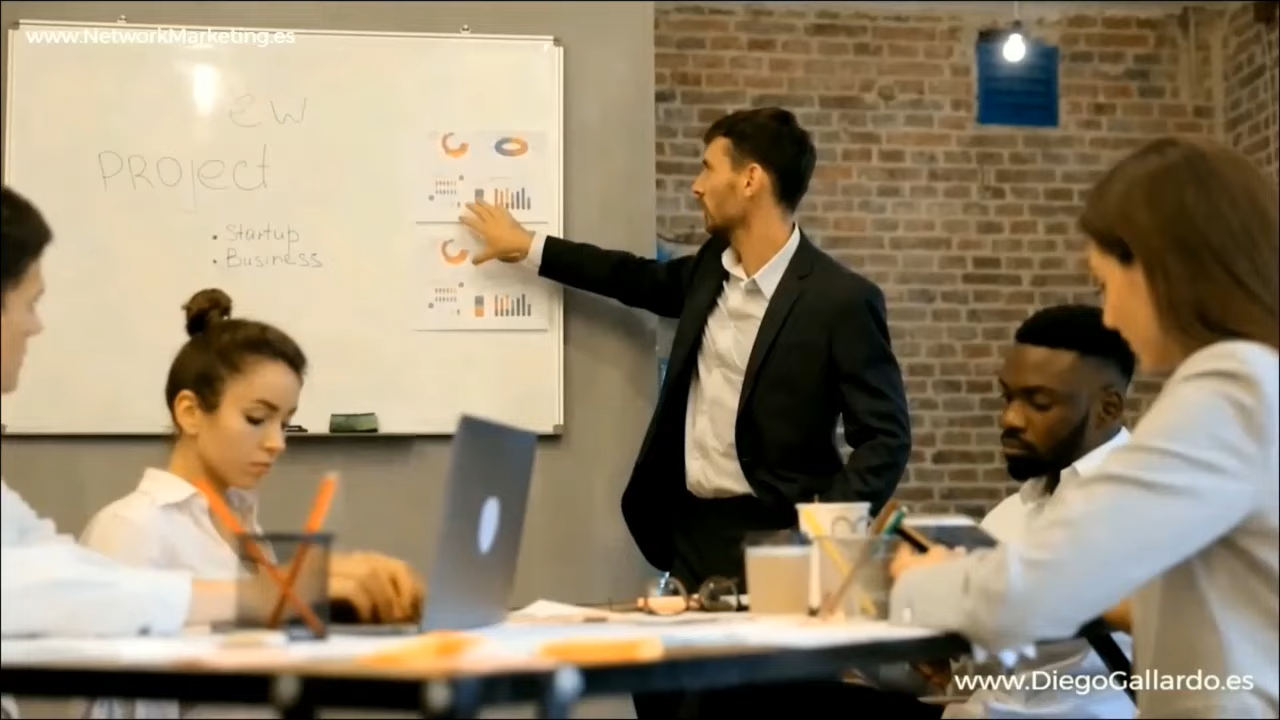 www.NetworkMarketing.es
ew
PROject
• Startup
• Business
www.DiegoGallardo.es